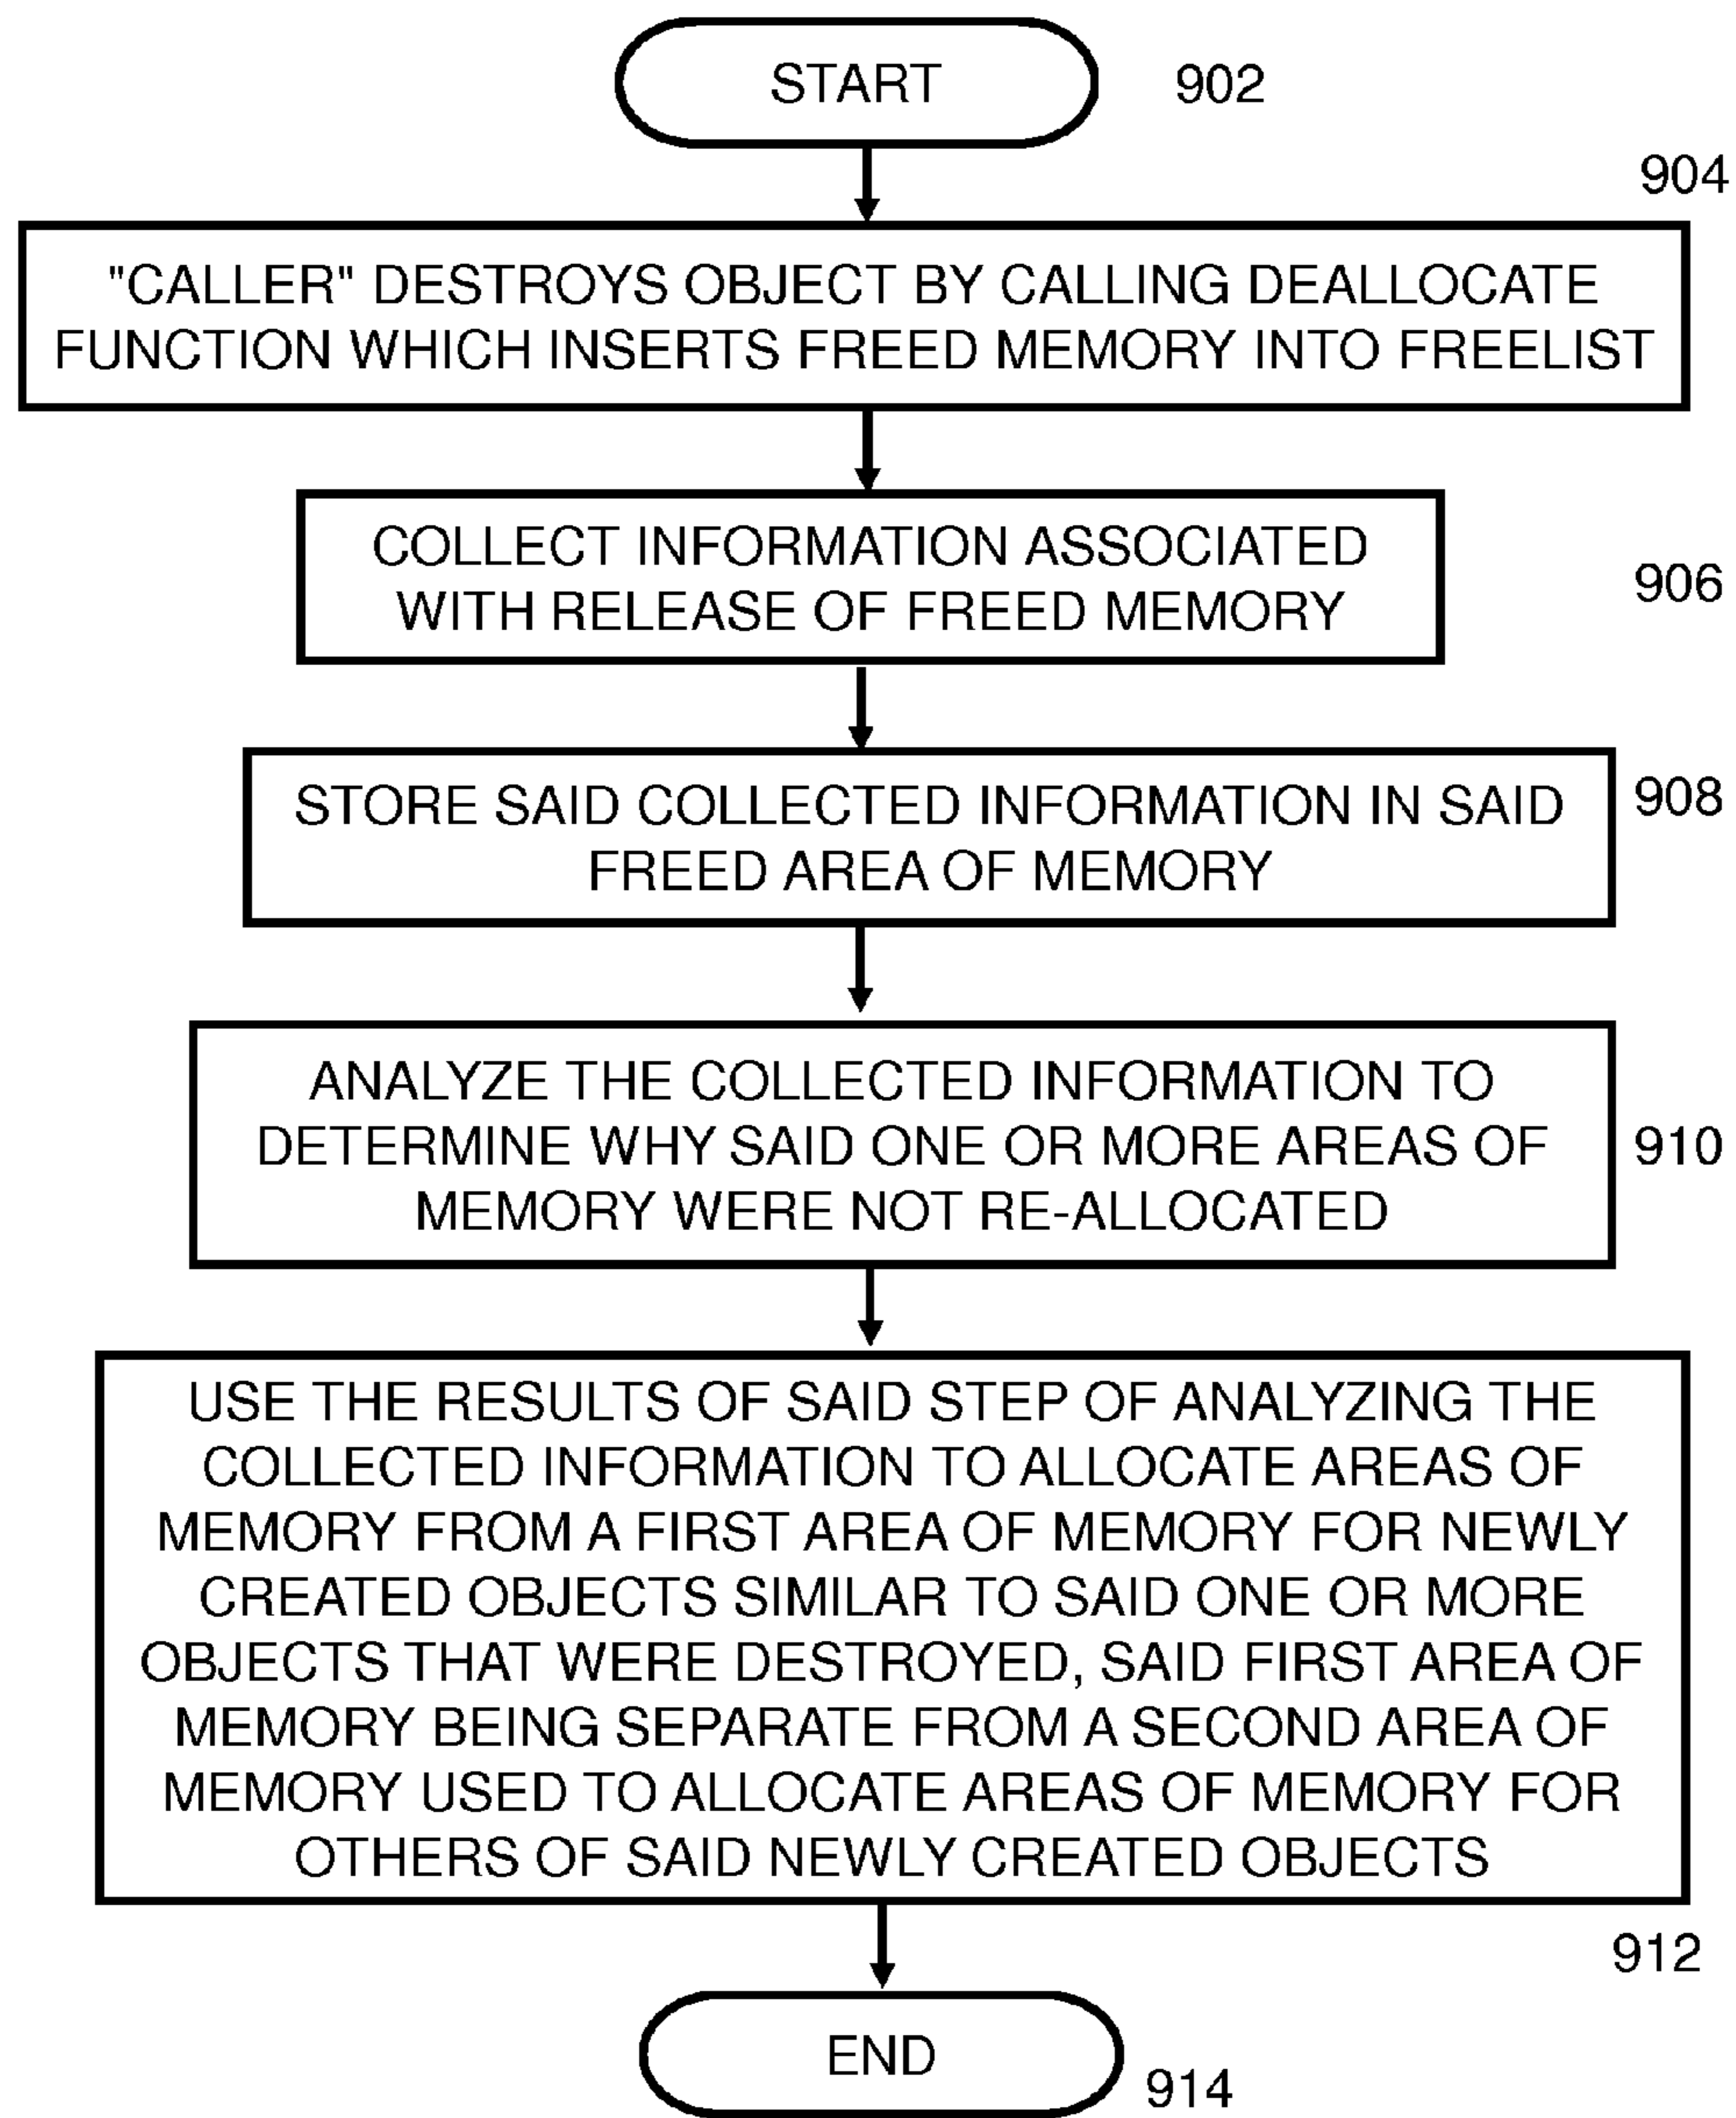 START
902
904
"CALLER" DESTROYS OBJECT BY CALLING DEALLOCATE
FUNCTION WHICH INSERTS FREED MEMORY INTO FREELIST
COLLECT INFORMATION ASSOCIATED
WITH RELEASE OF FREED MEMORY
906
STORE SAID COLLECTED INFORMATION IN SAID
FREED AREA OF MEMORY
908
ANALYZE THE COLLECTED INFORMATION TO
DETERMINE WHY SAID ONE OR MORE AREAS OF
MEMORY WERE NOT RE-ALLOCATED
910
USE THE RESULTS OF SAID STEP OF ANALYZING THE
COLLECTED INFORMATION TO ALLOCATE AREAS OF
MEMORY FROM A FIRST AREA OF MEMORY FOR NEWLY
CREATED OBJECTS SIMILAR TO SAID ONE OR MORE
OBJECTS THAT WERE DESTROYED, SAID FIRST AREA OF
MEMORY BEING SEPARATE FROM A SECOND AREA OF
MEMORY USED TO ALLOCATE AREAS OF MEMORY FOR
OTHERS OF SAID NEWLY CREATED OBJECTS
912
END
914